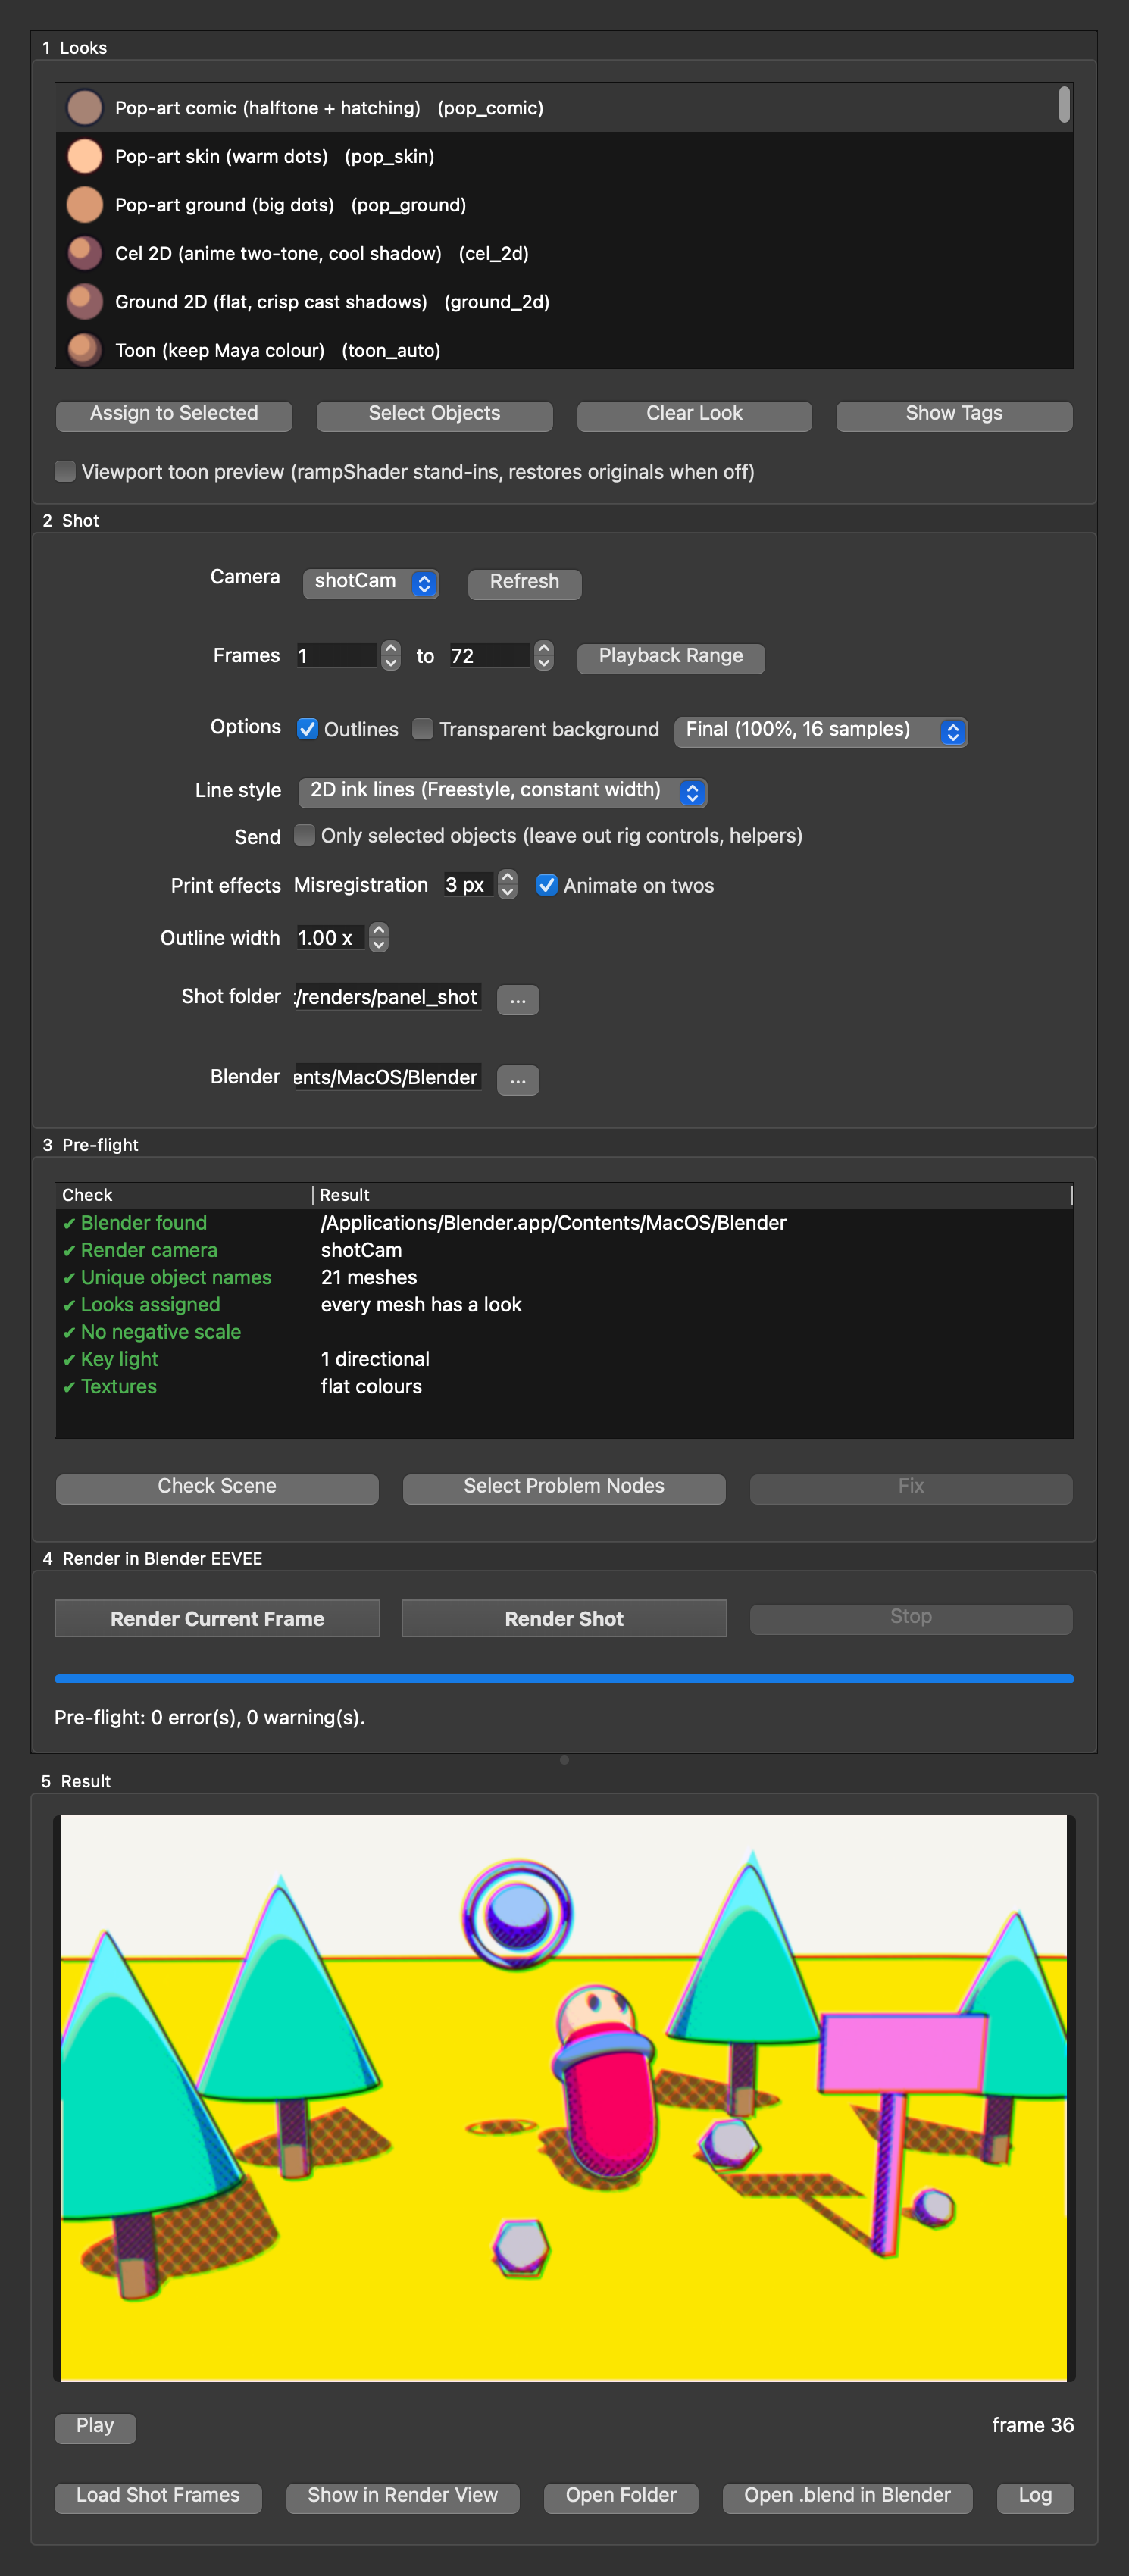 1 Looks
Pop-art comic (halftone + hatching) (pop_comic)
Pop-art skin (warm dots) (pop_skin)
Pop-art ground (big dots) (pop_ground)
Cel 2D (anime two-tone, cool shadow) (cel_2d)
Ground 2D (flat, crisp cast shadows) (ground_2d)
Toon (keep Maya colour) (toon_auto)
Assign to Selected Select Objects Clear Look Show Tags
Viewport toon preview (rampShader stand-ins, restores originals when off)
2 Shot
Camera shotCam Refresh
Frames 1 to 72 Playback Range
Options Outlines Transparent background Final (100%, 16 samples)
Line style 2D ink lines (Freestyle, constant width)
Send Only selected objects (leave out rig controls, helpers)
Print effects Misregistration 3 px Animate on twos
Outline width 1.00 x
Shot folder /renders/panel_shot ...
Blender ents/MacOS/Blender ...
3 Pre-flight
Check Result
✔ Blender found /Applications/Blender.app/Contents/MacOS/Blender
✔ Render camera shotCam
✔ Unique object names 21 meshes
✔ Looks assigned every mesh has a look
✔ No negative scale
✔ Key light 1 directional
✔ Textures flat colours
Check Scene Select Problem Nodes Fix
4 Render in Blender EEVEE
Render Current Frame Render Shot Stop
Pre-flight: 0 error(s), 0 warning(s).
5 Result
Play frame 36
Load Shot Frames Show in Render View Open Folder Open .blend in Blender Log